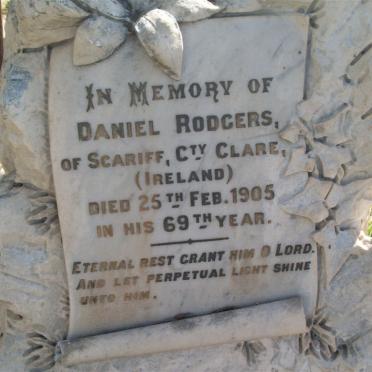 IN MEMORY OF
DANIEL RODGERS,
OF SCARIFF, CTY CLARE,
(IRELAND)
DIED 25TH FEB. 1905
IN HIS 69TH YEAR.
ETERNAL REST GRANT HIM O LORD.
AND LET PERPETUAL LIGHT SHINE
UNTO HIM.